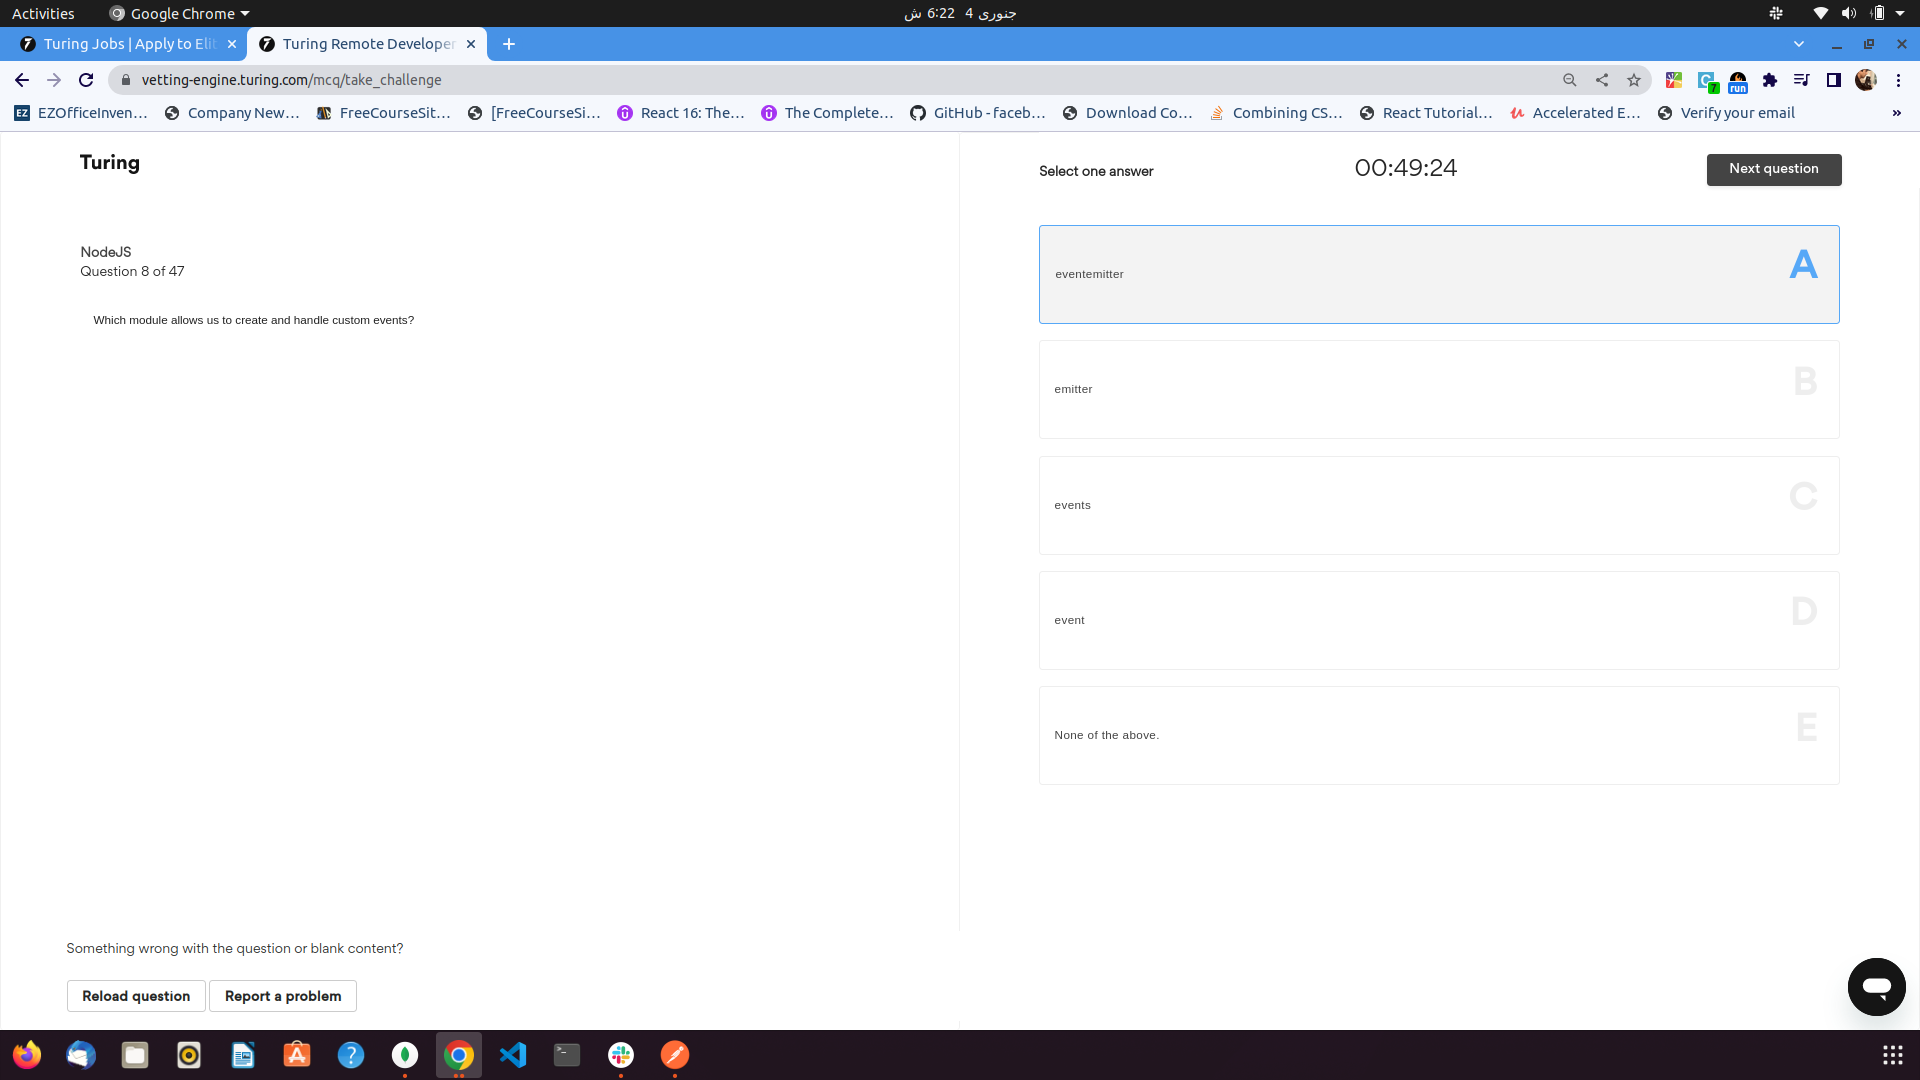 Activities
Google Chrome
جنوری 4 6:22 ش
Turing Jobs | Apply to Elit
Turing Remote Developer
vetting-engine.turing.com/mcq/take_challenge
7
run
EZ
EZOfficeInven…
Company New…
FreeCourseSit…
[FreeCourseSi…
React 16: The…
The Complete…
GitHub - faceb…
Download Co…
Combining CS…
React Tutorial…
Accelerated E…
Verify your email
»
Turing
Select one answer
00:49:24
Next question
NodeJS
Question 8 of 47
Which module allows us to create and handle custom events?
eventemitter
A
emitter
B
events
C
event
D
None of the above.
E
Something wrong with the question or blank content?
Reload question
Report a problem